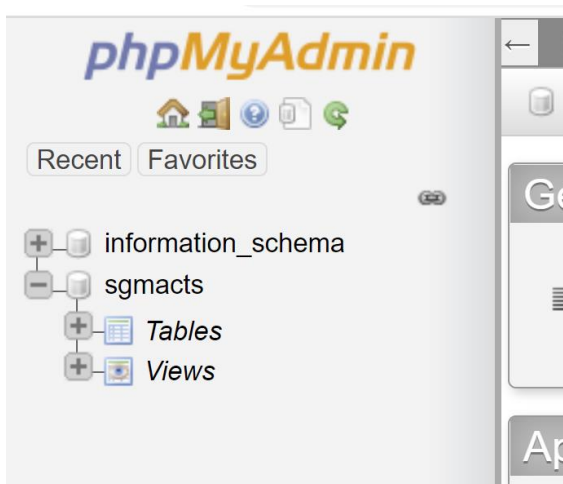 phpMyAdmin
Recent Favorites
information_schema
sgmacts
Tables
Views